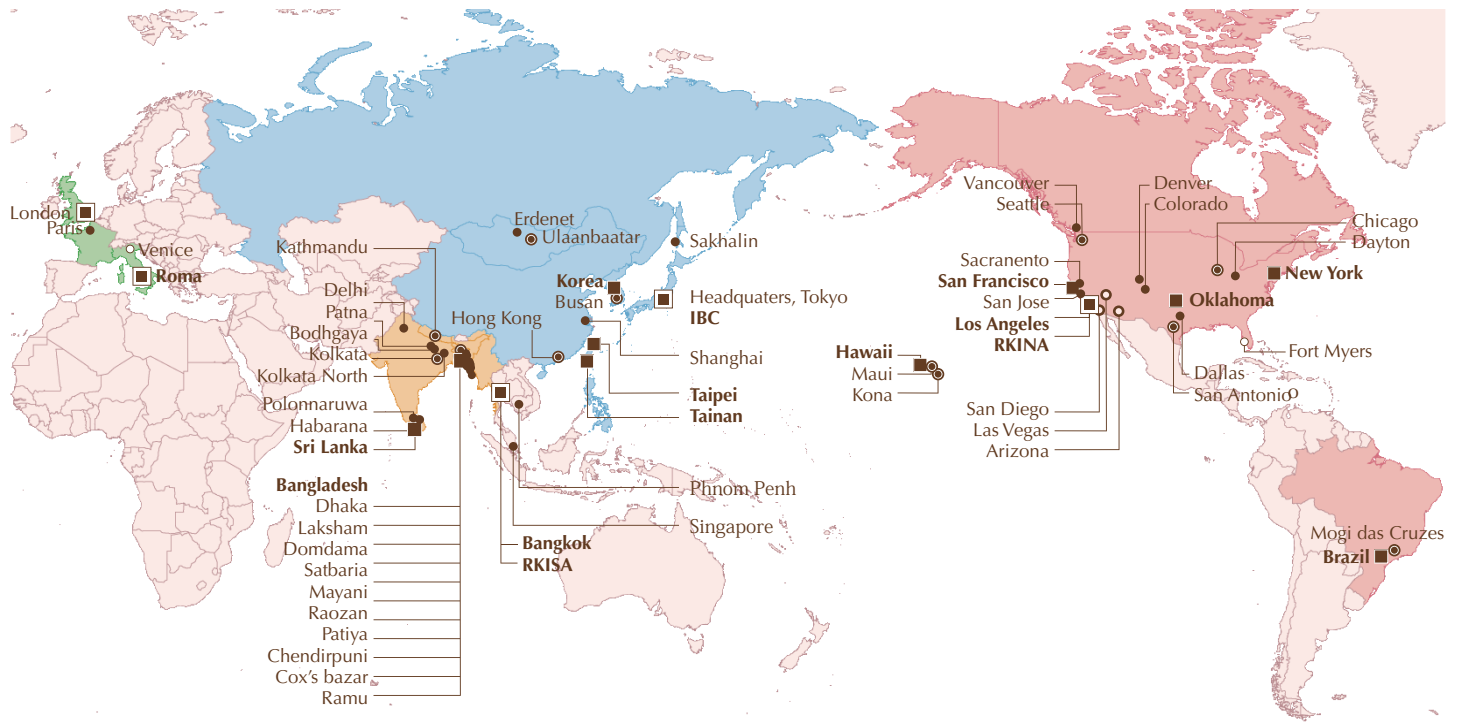 London
Paris
Venice
Roma
Kathmandu
Delhi
Patna
Bodhgaya
Kolkata
Kolkata North
Polonnaruwa
Habarana
Sri Lanka
Bangladesh
Dhaka
Laksham
Domdama
Satbaria
Mayani
Raozan
Patiya
Chendirpuni
Cox's bazar
Ramu
Erdenet
Ulaanbaatar
Sakhalin
Korea
Busan
Headquaters, Tokyo
IBC
Hong Kong
Shanghai
Taipei
Tainan
Phnom Penh
Singapore
Bangkok
RKISA
Hawaii
Maui
Kona
Vancouver
Seattle
Denver
Colorado
Chicago
Dayton
Sacranento
San Francisco
San Jose
Los Angeles
RKINA
New York
Oklahoma
Fort Myers
Dallas
San Antonio
San Diego
Las Vegas
Arizona
Mogi das Cruzes
Brazil